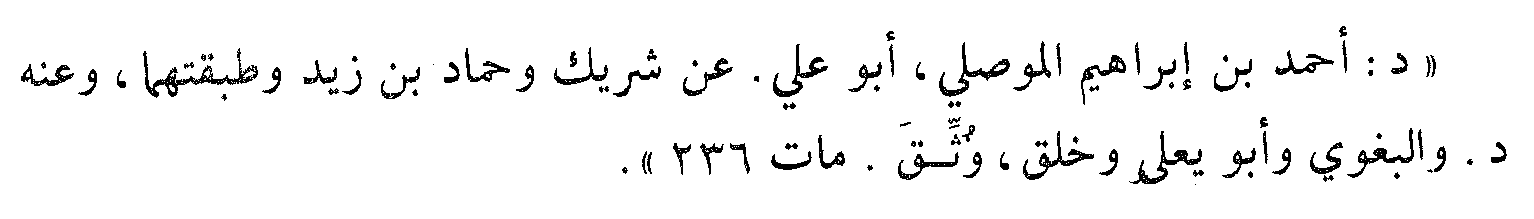 « د : أحمد بن إبراهيم الموصلي ، أبو علي . عن شريك وحماد بن زيد وطبقتهما ، وعنه
د . والبغوي وأبو يعلى وخلق ، وُثِّـقَ . مات ٢٣٦ » .